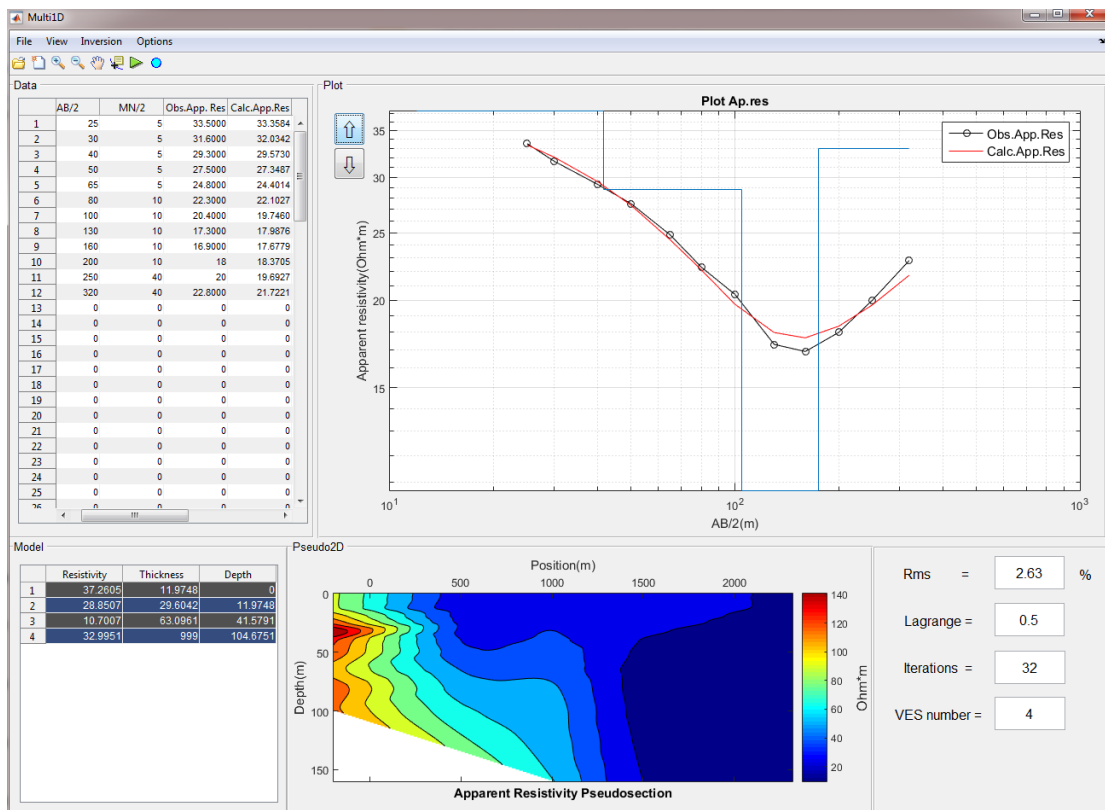 Multi1D
File View Inversion Options
Data
AB/2 MN/2 Obs.App. Res Calc.App.Res
1 25 5 33.5000 33.3584
2 30 5 31.6000 32.0342
3 40 5 29.3000 29.5730
4 50 5 27.5000 27.3487
5 65 5 24.8000 24.4014
6 80 10 22.3000 22.1027
7 100 10 20.4000 19.7460
8 130 10 17.3000 17.9876
9 160 10 16.9000 17.6779
10 200 10 18 18.3705
11 250 40 20 19.6927
12 320 40 22.8000 21.7221
13 0 0 0 0
14 0 0 0 0
15 0 0 0 0
16 0 0 0 0
17 0 0 0 0
18 0 0 0 0
19 0 0 0 0
20 0 0 0 0
21 0 0 0 0
22 0 0 0 0
23 0 0 0 0
24 0 0 0 0
25 0 0 0 0
26 0 0 0 0
Plot
Plot Ap.res
Obs.App.Res
Calc.App.Res
Apparent resistivity(Ohm*m)
35
30
25
20
15
10^1 10^2 10^3
AB/2(m)
Model
Resistivity Thickness Depth
1 37.2605 11.9748 0
2 28.8507 29.6042 11.9748
3 10.7007 63.0961 41.5791
4 32.9951 999 104.6751
Pseudo2D
Position(m)
0 500 1000 1500 2000
Depth(m)
0
50
100
150
140
120
100
80
60
40
20
Ohm*m
Apparent Resistivity Pseudosection
Rms = 2.63 %
Lagrange = 0.5
Iterations = 32
VES number = 4